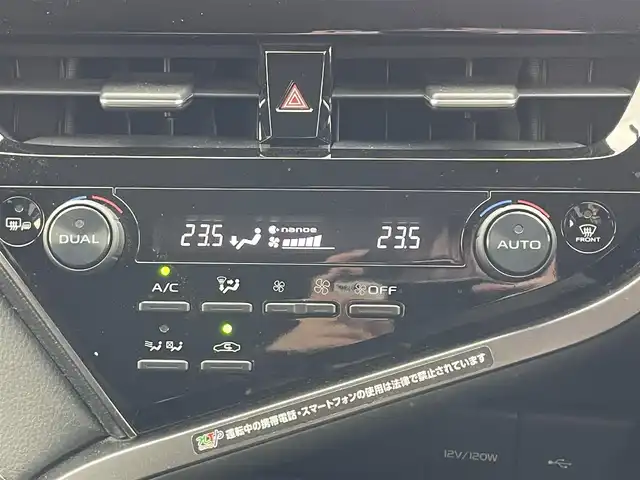 DUAL
23.5
nanoe
23.5
AUTO
FRONT
A/C
OFF
運転中の携帯電話・スマートフォンの使用は法律で禁止されています
12V/120W